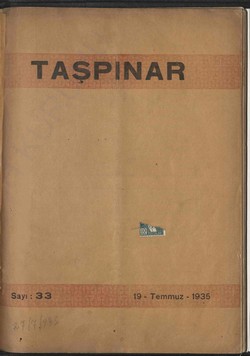 TAŞPINAR
Sayı : 33
19 - Temmuz - 1935